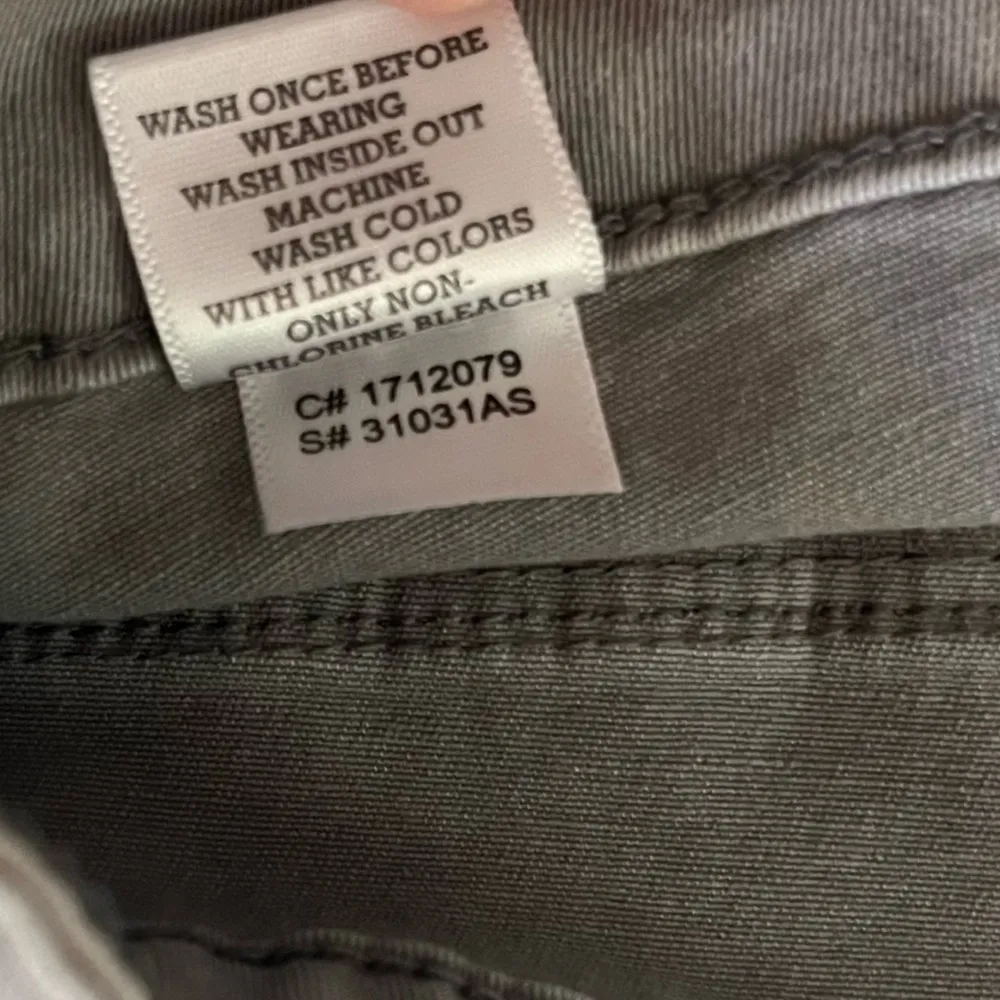 WASH ONCE BEFORE
WEARING
WASH INSIDE OUT
MACHINE
WASH COLD
WITH LIKE COLORS
ONLY NON-
CHLORINE BLEACH
C# 1712079
S# 31031AS